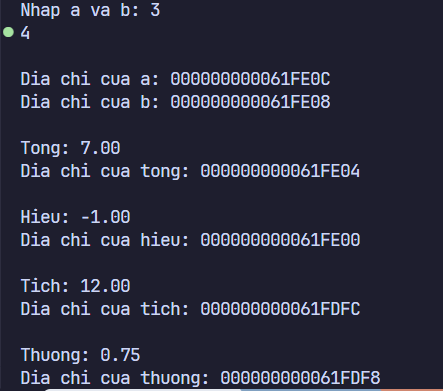 Nhap a va b: 3
4
Dia chi cua a: 000000000061FE0C
Dia chi cua b: 000000000061FE08
Tong: 7.00
Dia chi cua tong: 000000000061FE04
Hieu: -1.00
Dia chi cua hieu: 000000000061FE00
Tich: 12.00
Dia chi cua tich: 000000000061FDFC
Thuong: 0.75
Dia chi cua thuong: 000000000061FDF8